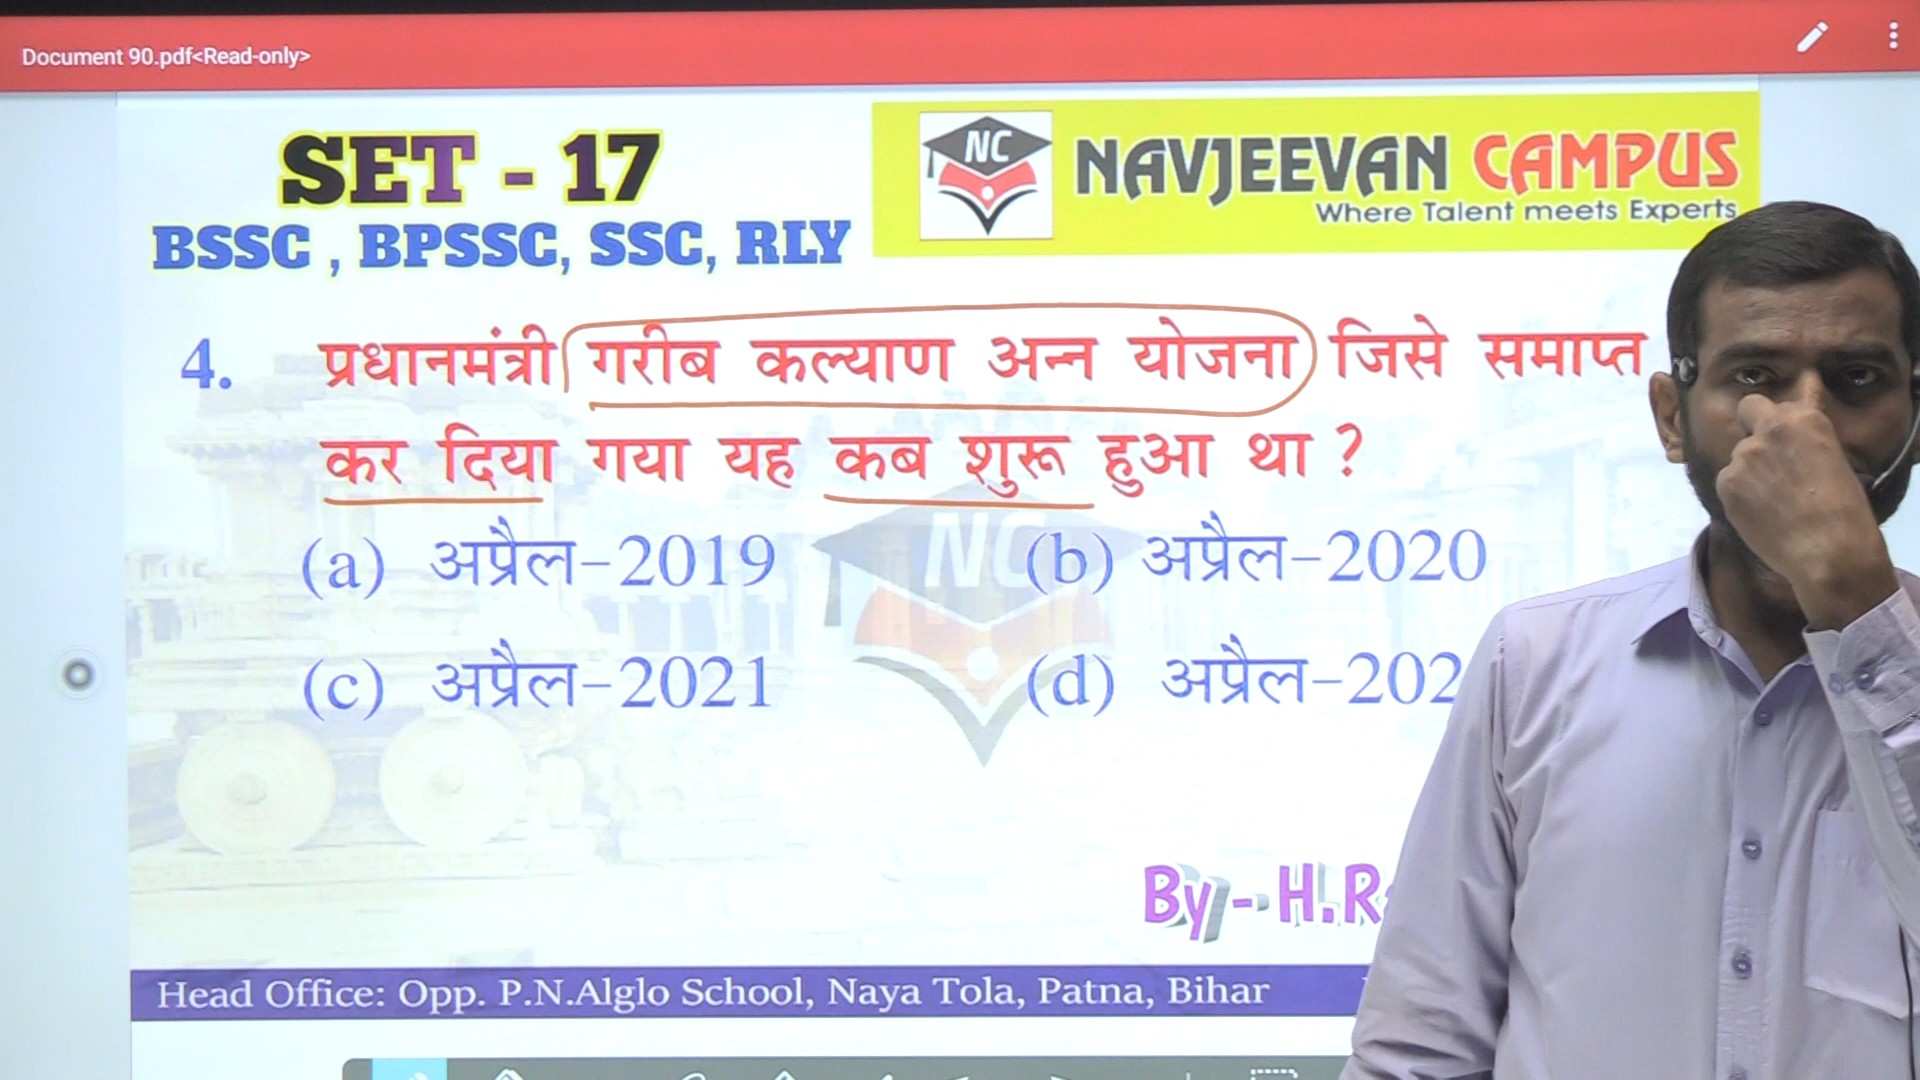 Document 90.pdf<Read-only>
SET - 17
BSSC , BPSSC, SSC, RLY
NC
NAVJEEVAN CAMPUS
Where Talent meets Experts
4. प्रधानमंत्री गरीब कल्याण अन्न योजना जिसे समाप्त
कर दिया गया यह कब शुरू हुआ था ?
(a) अप्रैल-2019
(b) अप्रैल-2020
(c) अप्रैल-2021
(d) अप्रैल-202
NC
By - H.R
Head Office: Opp. P.N.Alglo School, Naya Tola, Patna, Bihar